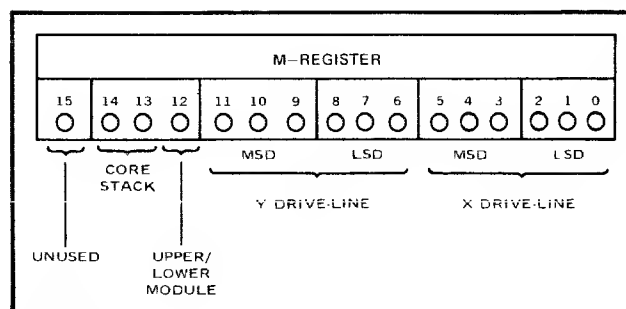 M-REGISTER
15 14 13 12 11 10 9 8 7 6 5 4 3 2 1 0
MSD LSD MSD LSD
CORE
STACK
Y DRIVE-LINE X DRIVE-LINE
UNUSED
UPPER/
LOWER
MODULE